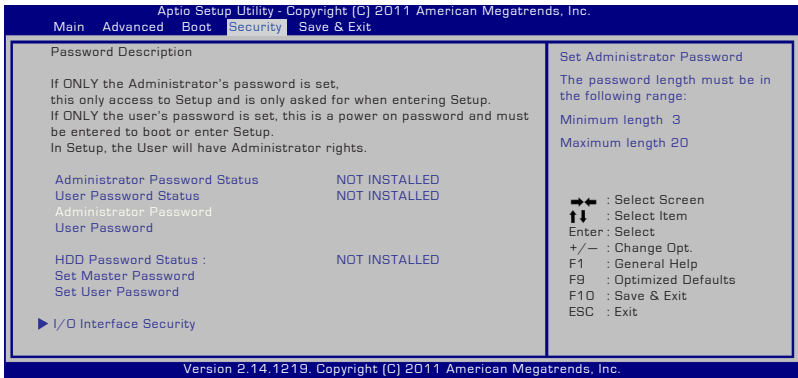 Aptio Setup Utility - Copyright (C) 2011 American Megatrends, Inc.
Main Advanced Boot Security Save & Exit
Password Description
If ONLY the Administrator's password is set,
this only access to Setup and is only asked for when entering Setup.
If ONLY the user's password is set, this is a power on password and must
be entered to boot or enter Setup.
In Setup, the User will have Administrator rights.
Administrator Password Status NOT INSTALLED
User Password Status NOT INSTALLED
Administrator Password
User Password
HDD Password Status : NOT INSTALLED
Set Master Password
Set User Password
I/O Interface Security
Set Administrator Password
The password length must be in
the following range:
Minimum length 3
Maximum length 20
→← : Select Screen
↑↓ : Select Item
Enter : Select
+/— : Change Opt.
F1 : General Help
F9 : Optimized Defaults
F10 : Save & Exit
ESC : Exit
Version 2.14.1219. Copyright (C) 2011 American Megatrends, Inc.